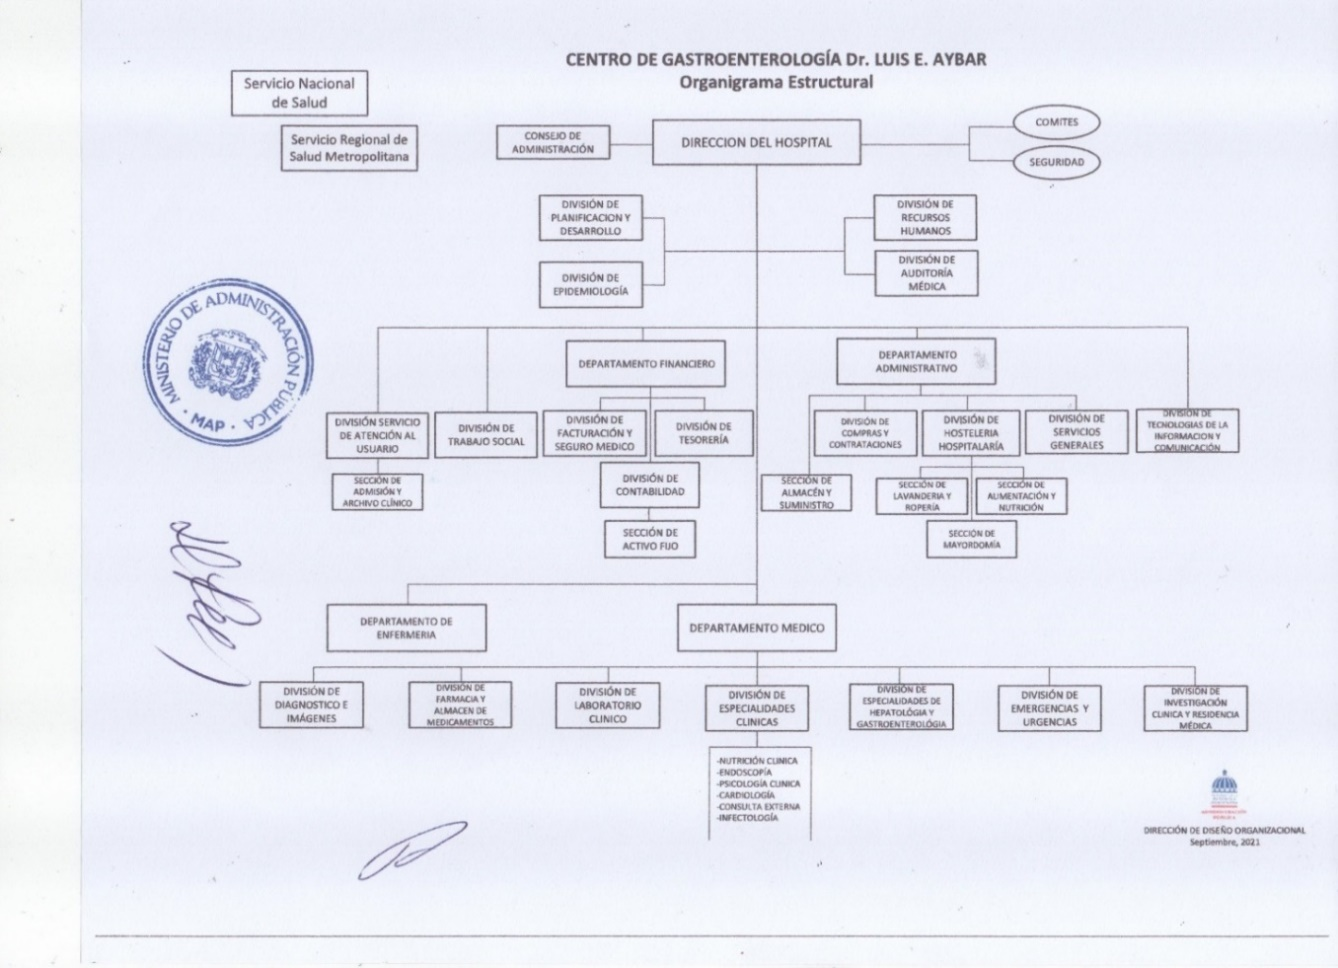 CENTRO DE GASTROENTEROLOGÍA Dr. LUIS E. AYBAR
Organigrama Estructural
Servicio Nacional
de Salud
Servicio Regional de
Salud Metropolitana
CONSEJO DE
ADMINISTRACIÓN
DIRECCION DEL HOSPITAL
COMITES
SEGURIDAD
DIVISIÓN DE
PLANIFICACION Y
DESARROLLO
DIVISIÓN DE
RECURSOS
HUMANOS
DIVISIÓN DE
EPIDEMIOLOGÍA
DIVISIÓN DE
AUDITORÍA
MÉDICA
MINISTERIO DE ADMINISTRACIÓN PÚBLICA
· MAP ·
DEPARTAMENTO FINANCIERO
DEPARTAMENTO
ADMINISTRATIVO
DIVISIÓN SERVICIO
DE ATENCIÓN AL
USUARIO
DIVISIÓN DE
TRABAJO SOCIAL
DIVISIÓN DE
FACTURACIÓN Y
SEGURO MEDICO
DIVISIÓN DE
TESORERÍA
DIVISIÓN DE
COMPRAS Y
CONTRATACIONES
DIVISIÓN DE
HOSTELERIA
HOSPITALARÍA
DIVISIÓN DE
SERVICIOS
GENERALES
DIVISIÓN DE
TECNOLOGIAS DE LA
INFORMACION Y
COMUNICACIÓN
SECCIÓN DE
ADMISIÓN Y
ARCHIVO CLÍNICO
DIVISIÓN DE
CONTABILIDAD
SECCIÓN DE
ALMACÉN Y
SUMINISTRO
SECCIÓN DE
LAVANDERIA Y
ROPERÍA
SECCIÓN DE
ALIMENTACIÓN Y
NUTRICIÓN
SECCIÓN DE
ACTIVO FIJO
SECCIÓN DE
MAYORDOMÍA
DEPARTAMENTO DE
ENFERMERIA
DEPARTAMENTO MEDICO
DIVISIÓN DE
DIAGNOSTICO E
IMÁGENES
DIVISIÓN DE
FARMACIA Y
ALMACEN DE
MEDICAMENTOS
DIVISIÓN DE
LABORATORIO
CLINICO
DIVISIÓN DE
ESPECIALIDADES
CLINICAS
DIVISIÓN DE
ESPECIALIDADES DE
HEPATOLÓGIA Y
GASTROENTEROLÓGIA
DIVISIÓN DE
EMERGENCIAS Y
URGENCIAS
DIVISIÓN DE
INVESTIGACIÓN
CLINICA Y RESIDENCIA
MÉDICA
-NUTRICIÓN CLINICA
-ENDOSCOPÍA
-PSICOLOGÍA CLINICA
-CARDIOLOGÍA
-CONSULTA EXTERNA
-INFECTOLOGÍA
DIRECCIÓN DE DISEÑO ORGANIZACIONAL
Septiembre, 2021